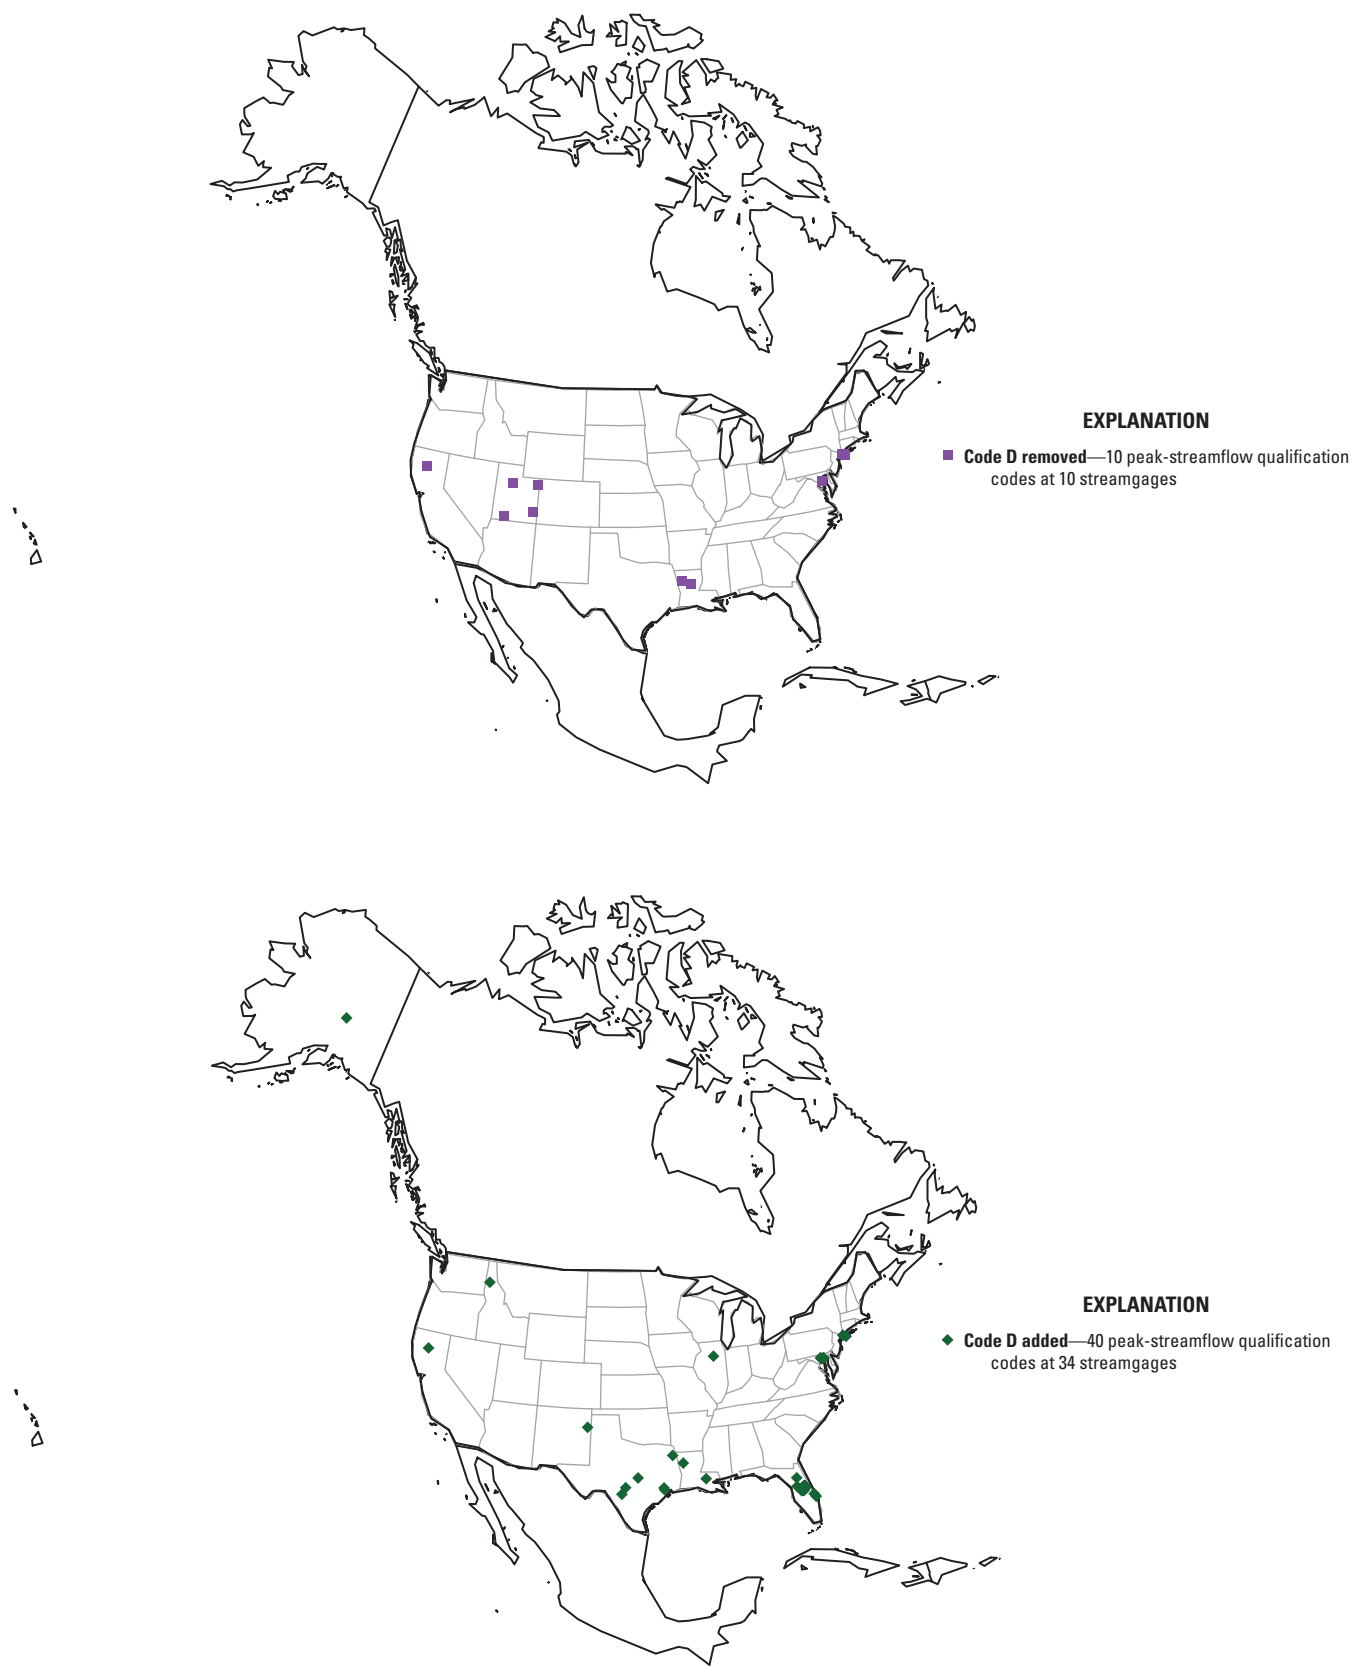 EXPLANATION
Code D removed—10 peak-streamflow qualification
codes at 10 streamgages
EXPLANATION
Code D added—40 peak-streamflow qualification
codes at 34 streamgages